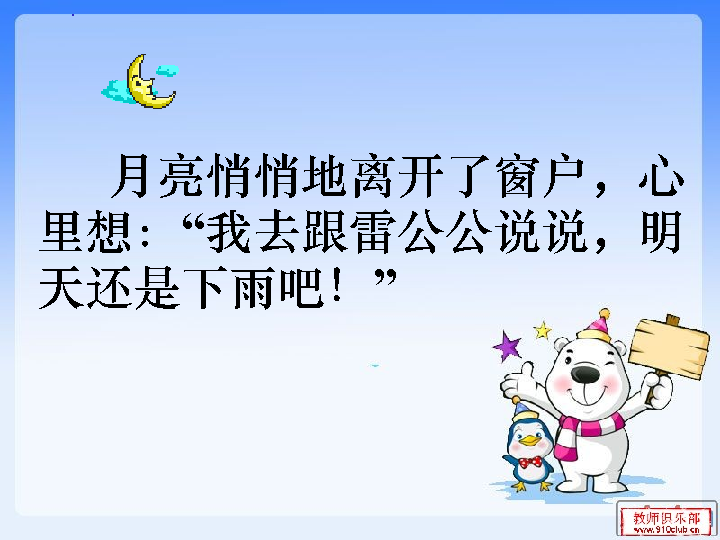 月亮悄悄地离开了窗户，心
里想：“我去跟雷公公说说，明
天还是下雨吧！”
教师俱乐部
www.910club.cn